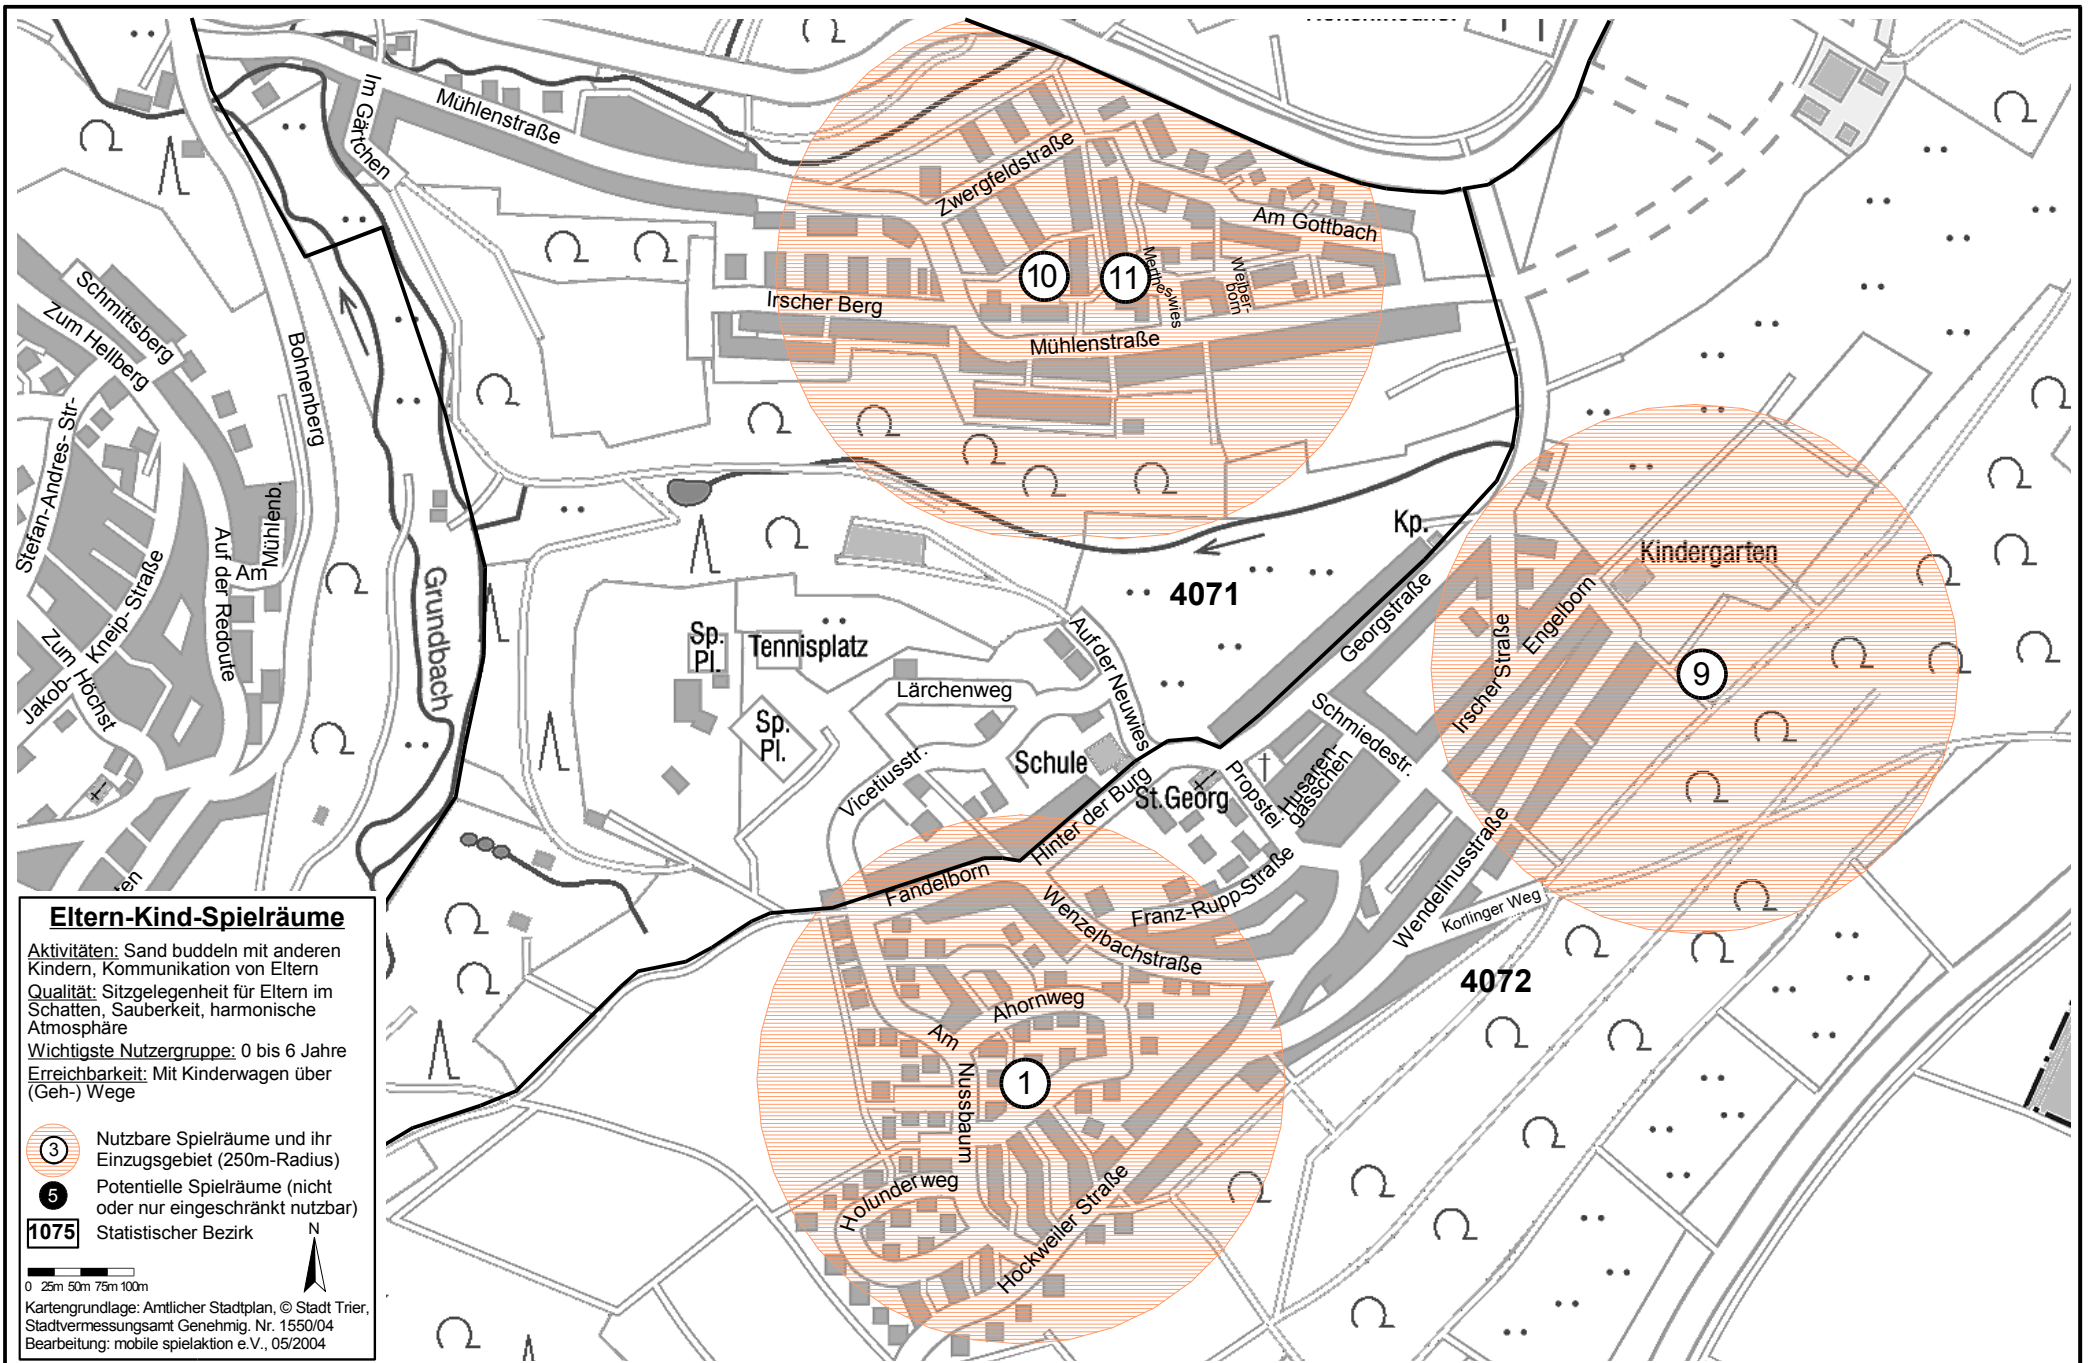 Mühlenstraße
Im Gärtchen
Zwergfeldstraße
Am Gottbach
10
11
Mertheswies
Weiber-
born
Irscher Berg
Mühlenstraße
Schmittsberg
Zum Hellberg
Bohnenberg
Stefan-Andres- Str-
Auf der Redoute
Am
Mühlenb.
Jakob-
Kneip-Straße
Zum Höchst
Grundbach
Kp.
4071
Georgstraße
Kindergarten
Engelborn
Irscher Straße
9
Sp.
Pl.
Tennisplatz
Sp.
Pl.
Lärchenweg
Auf der Neuwies
Schule
Vicetiusstr.
Hinter der Burg
St.Georg
Propstei
Husaren-
gässchen
Schmiedestr.
Fandelborn
Wenzelbachstraße
Franz-Rupp-Straße
Wendelinusstraße
Korlinger Weg
4072
Ahornweg
Am
Nussbaum
1
Holunderweg
Hockweiler Straße
ten
Eltern-Kind-Spielräume
Aktivitäten: Sand buddeln mit anderen
Kindern, Kommunikation von Eltern
Qualität: Sitzgelegenheit für Eltern im
Schatten, Sauberkeit, harmonische
Atmosphäre
Wichtigste Nutzergruppe: 0 bis 6 Jahre
Erreichbarkeit: Mit Kinderwagen über
(Geh-) Wege
3
Nutzbare Spielräume und ihr
Einzugsgebiet (250m-Radius)
5
Potentielle Spielräume (nicht
oder nur eingeschränkt nutzbar)
1075 Statistischer Bezirk
N
0 25m 50m 75m 100m
Kartengrundlage: Amtlicher Stadtplan, © Stadt Trier,
Stadtvermessungsamt Genehmig. Nr. 1550/04
Bearbeitung: mobile spielaktion e.V., 05/2004